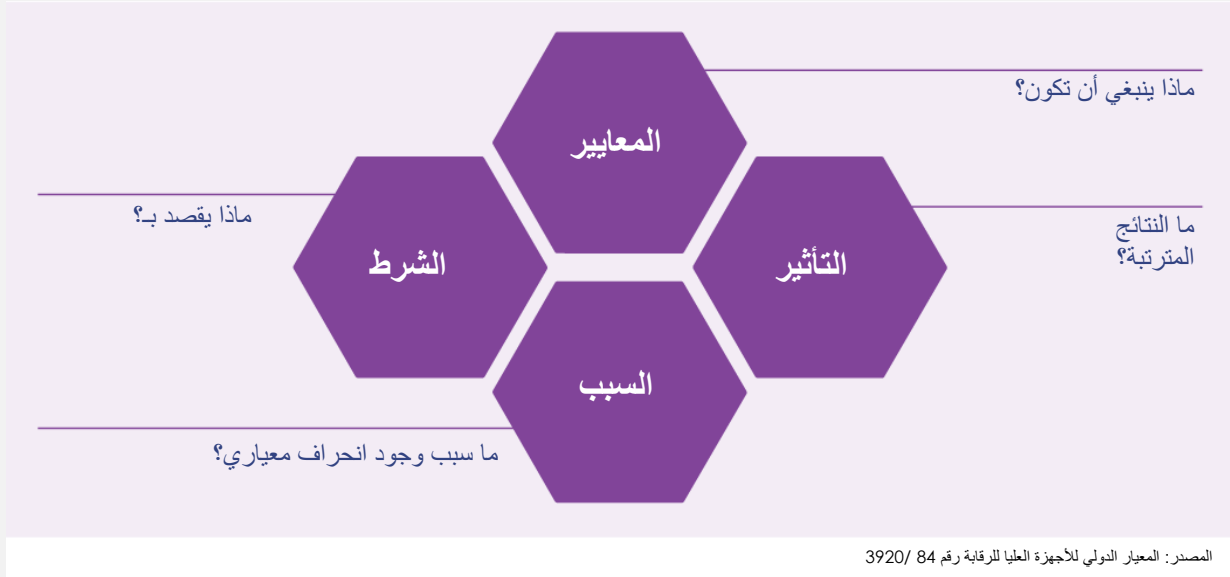 ماذا ينبغي أن تكون؟
المعايير
ما النتائج
المترتبة؟
التأثير
الشرط
ماذا يقصد بـ؟
السبب
ما سبب وجود انحراف معياري؟
المصدر: المعيار الدولي للأجهزة العليا للرقابة رقم 84 /3920